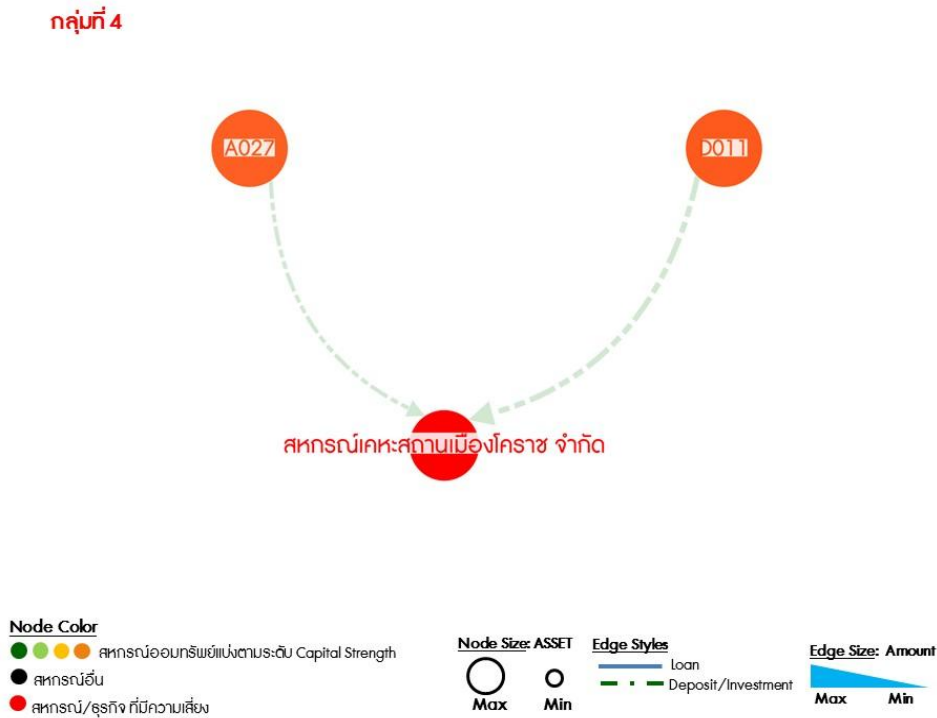 กลุ่มที่ 4
A027
D011
สหกรณ์เคหะสถานเมืองโคราช จำกัด
Node Color
สหกรณ์ออมทรัพย์แบ่งตามระดับ Capital Strength
สหกรณ์อื่น
สหกรณ์/ธุรกิจ ที่มีความเสี่ยง
Node Size: ASSET
Max
Min
Edge Styles
Loan
Deposit/Investment
Edge Size: Amount
Max
Min